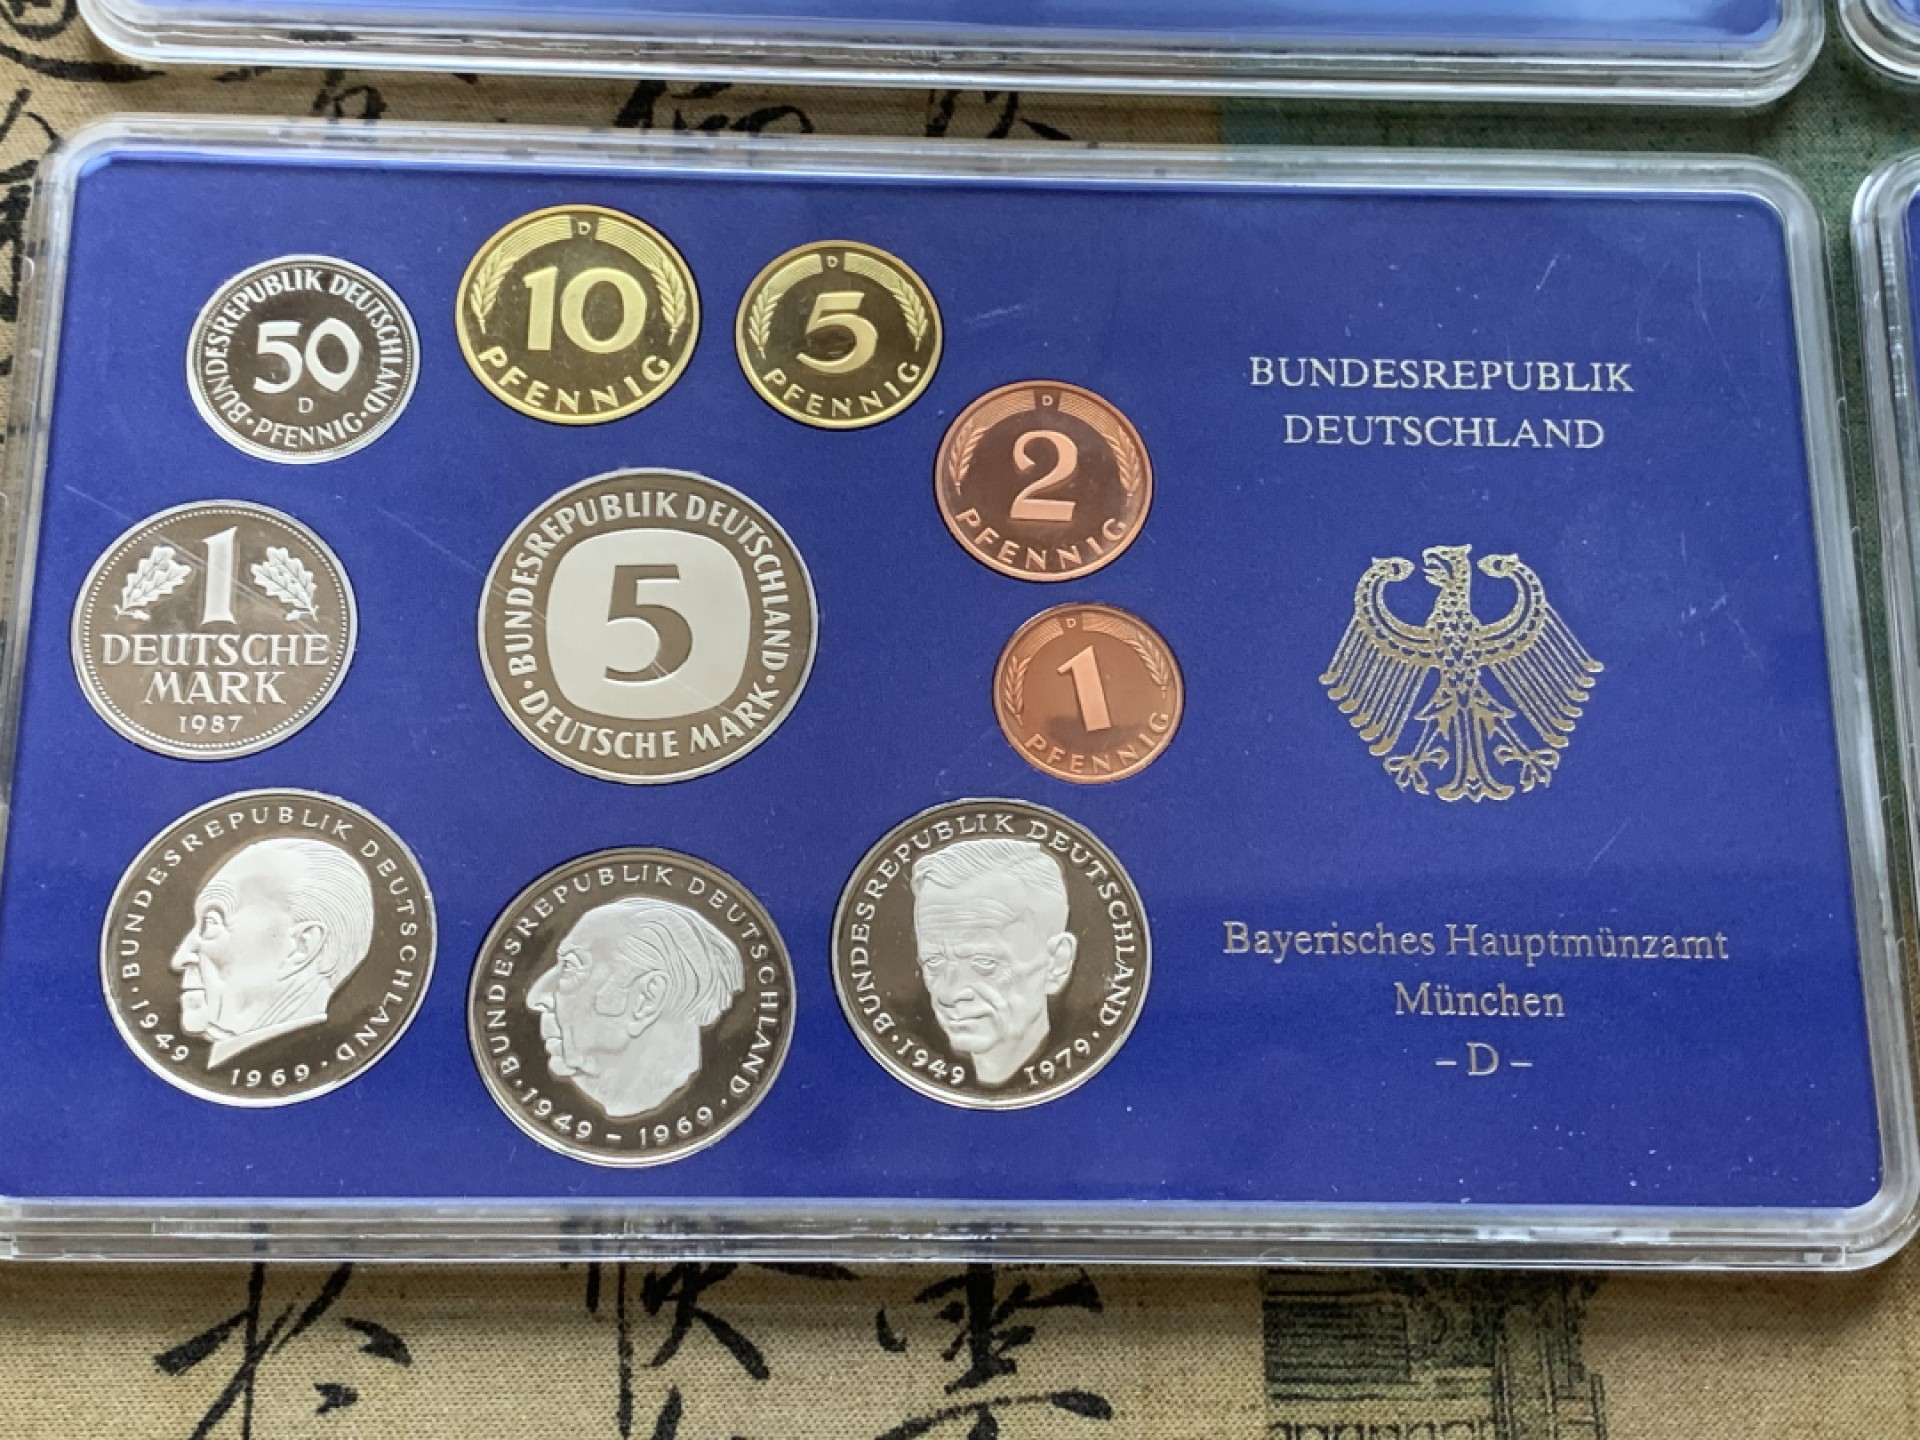 BUNDESREPUBLIK DEUTSCHLAND
50
D
PFENNIG
D
10
PFENNIG
D
5
PFENNIG
D
2
PFENNIG
D
1
PFENNIG
1
DEUTSCHE
MARK
1987
BUNDESREPUBLIK DEUTSCHLAND
5
DEUTSCHE MARK
BUNDESREPUBLIK DEUTSCHLAND
1949
1969
BUNDESREPUBLIK DEUTSCHLAND
1949 – 1969
BUNDESREPUBLIK DEUTSCHLAND
1949
1979
BUNDESREPUBLIK
DEUTSCHLAND
Bayerisches Hauptmünzamt
München
– D –